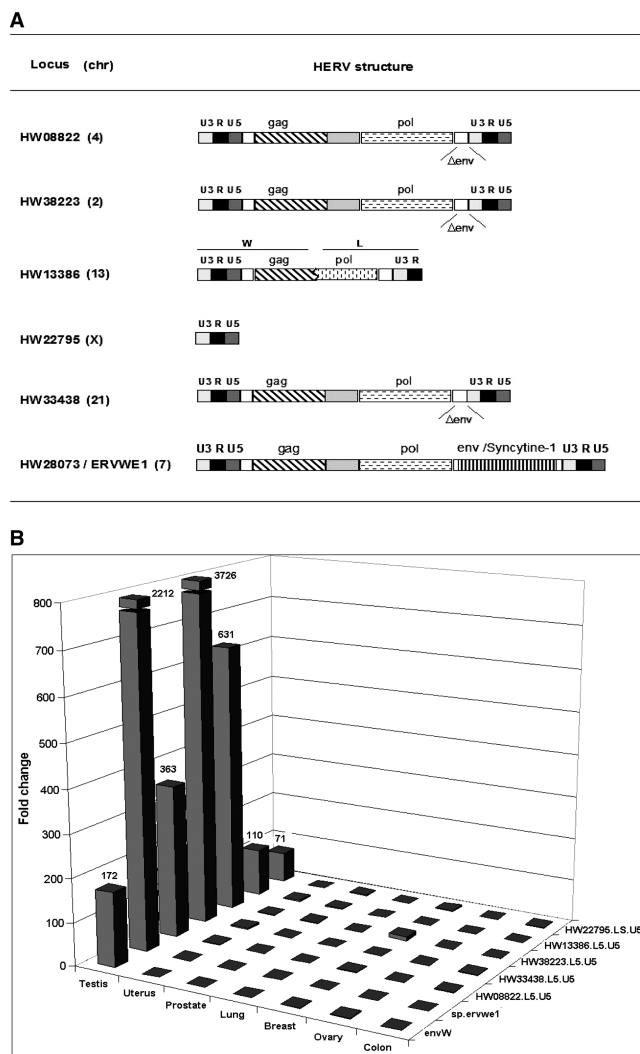 A
Locus (chr) HERV structure
U3 R U5 gag pol U3 R U5
HW08822 (4)
Δenv
U3 R U5 gag pol U3 R U5
HW38223 (2)
Δenv
W L
U3 R U5 gag pol U3 R
HW13386 (13)
U3 R U5
HW22795 (X)
U3 R U5 gag pol U3 R U5
HW33438 (21)
Δenv
U3 R U5 gag pol env /Syncytine-1 U3 R U5
HW28073 / ERVWE1 (7)
B
Fold change
800
700
600
500
400
300
200
100
0
172
2212
363
3726
631
110
71
Testis
Uterus
Prostate
Lung
Breast
Ovary
Colon
HW22795.LS.U5
HW13386.L5.U5
HW38223.L5.U5
HW33438.L5.U5
HW08822.L5.U5
sp.ervwe1
envW